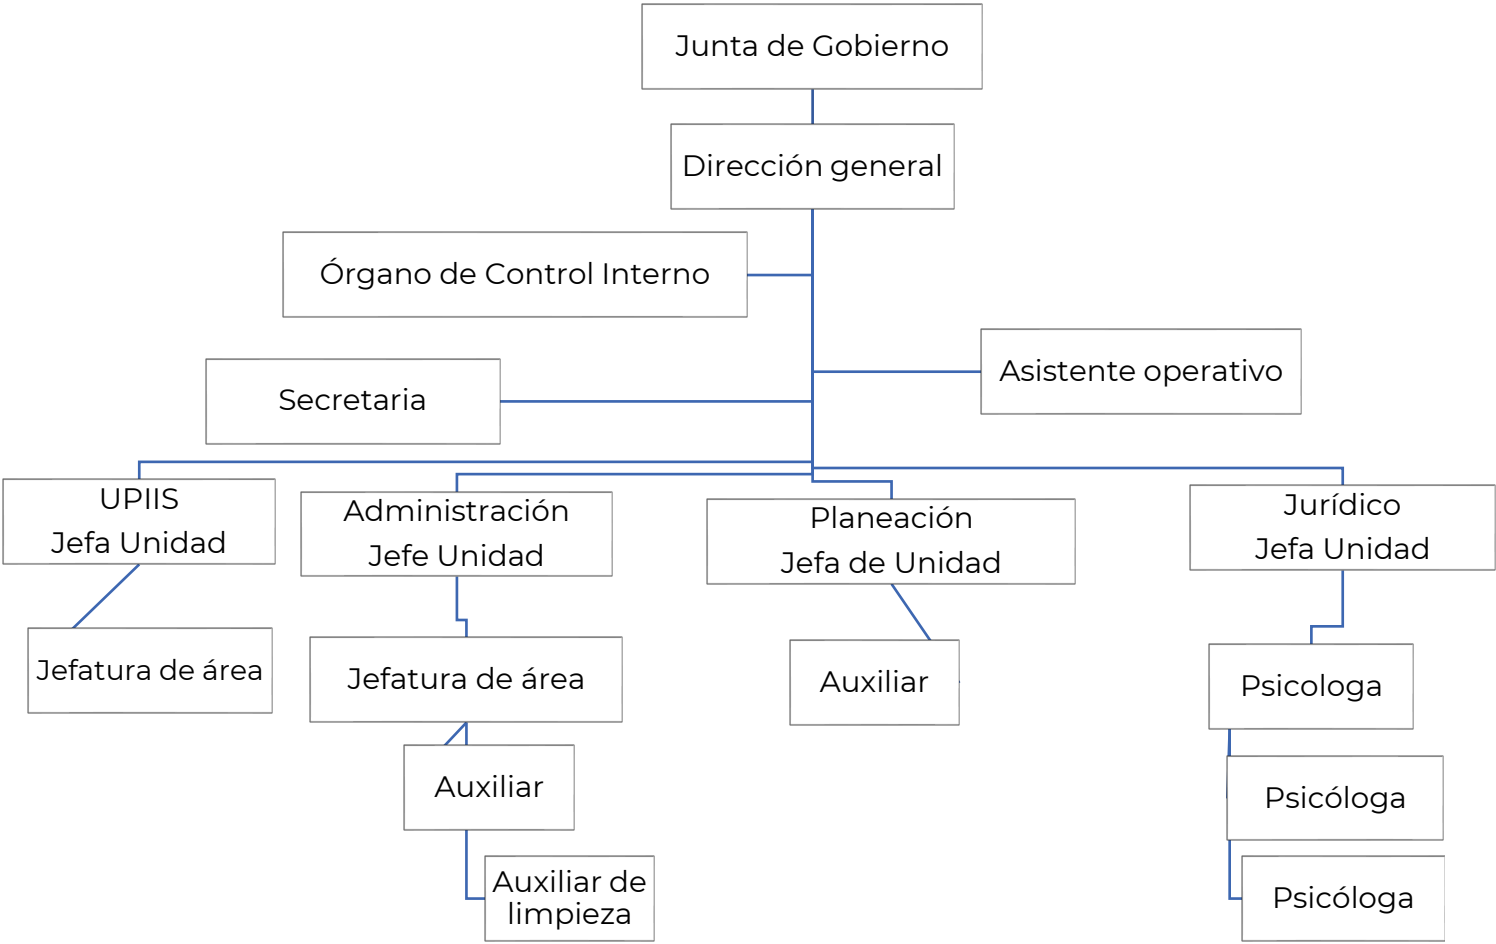 Junta de Gobierno
Dirección general
Órgano de Control Interno
Asistente operativo
Secretaria
UPIIS
Jefa Unidad
Administración
Jefe Unidad
Planeación
Jefa de Unidad
Jurídico
Jefa Unidad
Jefatura de área
Jefatura de área
Auxiliar
Psicologa
Auxiliar
Psicóloga
Auxiliar de
limpieza
Psicóloga